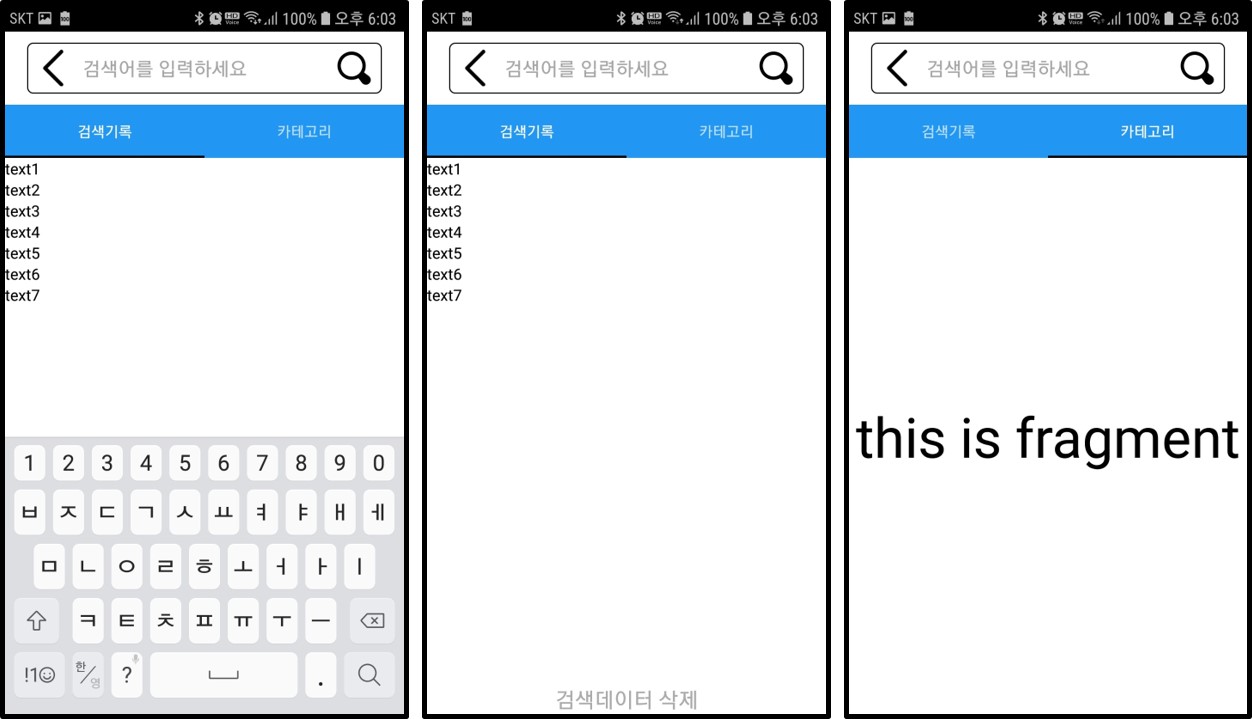 SKT 100% 오후 6:03
검색어를 입력하세요
검색기록 카테고리
text1
text2
text3
text4
text5
text6
text7
1 2 3 4 5 6 7 8 9 0
ㅂ ㅈ ㄷ ㄱ ㅅ ㅛ ㅕ ㅑ ㅐ ㅔ
ㅁ ㄴ ㅇ ㄹ ㅎ ㅗ ㅓ ㅏ ㅣ
ㅋ ㅌ ㅊ ㅍ ㅠ ㅜ ㅡ
!1☺ 한/영 ? .
SKT 100% 오후 6:03
검색어를 입력하세요
검색기록 카테고리
text1
text2
text3
text4
text5
text6
text7
검색데이터 삭제
SKT 100% 오후 6:03
검색어를 입력하세요
검색기록 카테고리
this is fragment